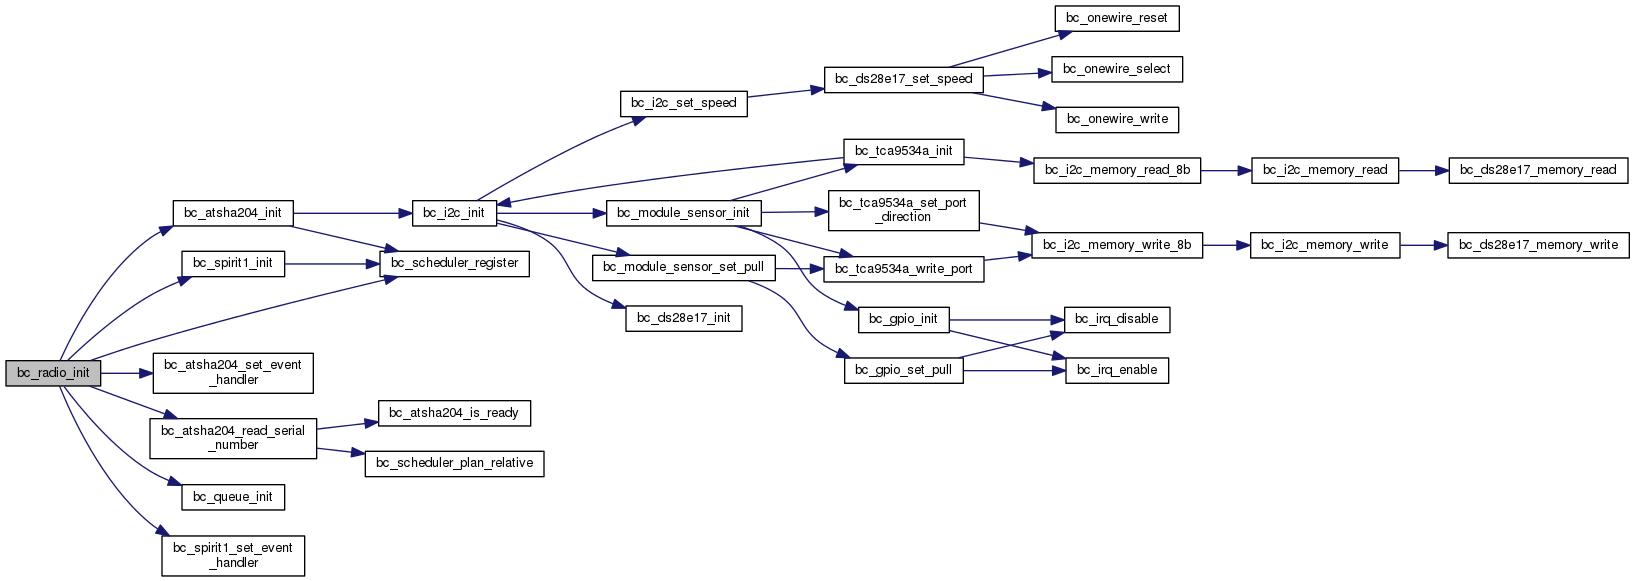 bc_onewire_reset
bc_ds28e17_set_speed
bc_onewire_select
bc_i2c_set_speed
bc_onewire_write
bc_tca9534a_init
bc_i2c_memory_read_8b
bc_i2c_memory_read
bc_ds28e17_memory_read
bc_atsha204_init
bc_i2c_init
bc_module_sensor_init
bc_tca9534a_set_port
_direction
bc_i2c_memory_write_8b
bc_i2c_memory_write
bc_ds28e17_memory_write
bc_spirit1_init
bc_scheduler_register
bc_module_sensor_set_pull
bc_tca9534a_write_port
bc_ds28e17_init
bc_gpio_init
bc_irq_disable
bc_radio_init
bc_atsha204_set_event
_handler
bc_gpio_set_pull
bc_irq_enable
bc_atsha204_is_ready
bc_atsha204_read_serial
_number
bc_scheduler_plan_relative
bc_queue_init
bc_spirit1_set_event
_handler